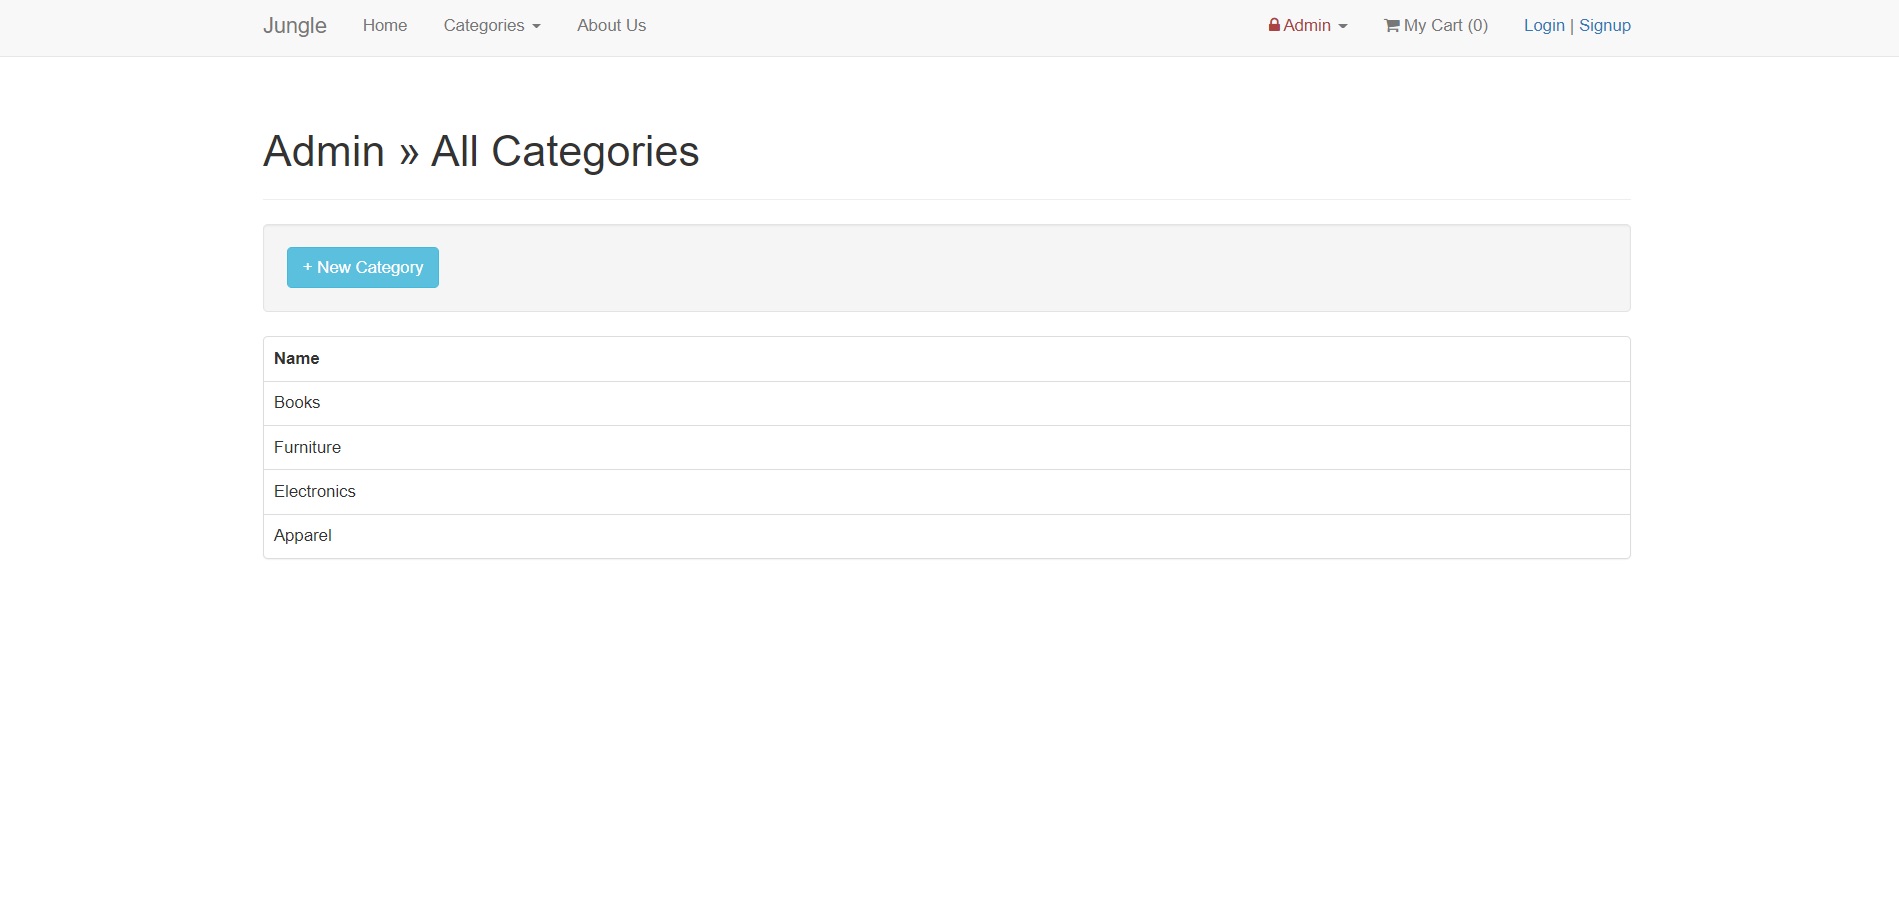 Jungle Home Categories About Us Admin My Cart (0) Login | Signup
Admin » All Categories
+ New Category
Name
Books
Furniture
Electronics
Apparel